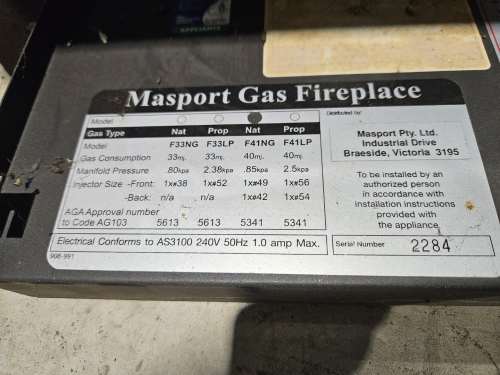 APPLIANCE
Masport Gas Fireplace
Model
Gas Type Nat Prop Nat Prop
Model F33NG F33LP F41NG F41LP
Gas Consumption 33mj. 33mj. 40mj. 40mj.
Manifold Pressure .80kpa 2.38kpa .85kpa 2.5kpa
Injector Size -Front: 1x#38 1x#52 1x#49 1x#56
-Back: n/a n/a 1x#42 1x#54
AGA Approval number
to Code AG103 5613 5613 5341 5341
Electrical Conforms to AS3100 240V 50Hz 1.0 amp Max.
908-991
Distributed by:
Masport Pty. Ltd.
Industrial Drive
Braeside, Victoria 3195
To be installed by an
authorized person
in accordance with
installation instructions
provided with
the appliance
Serial Number 2284